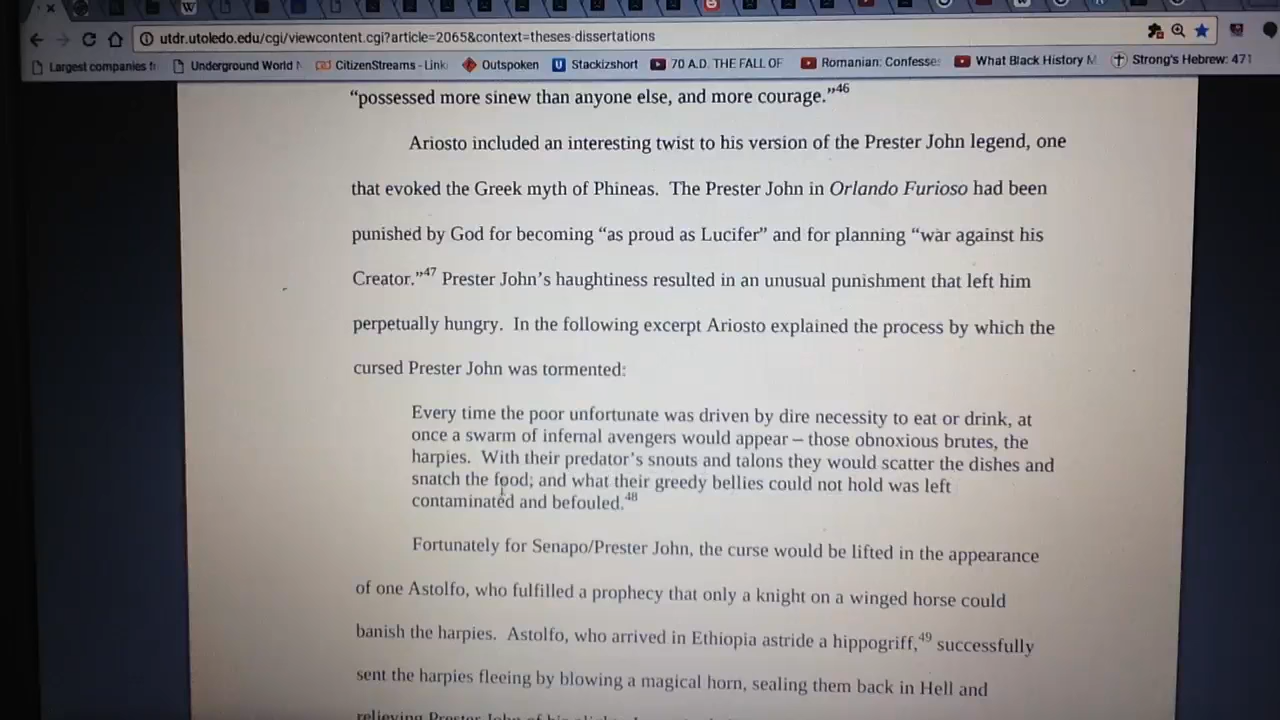 utdr.utoledo.edu/cgi/viewcontent.cgi?article=2065&context=theses-dissertations
Largest companies fr Underground World N CitizenStreams - Link Outspoken Stackizshort 70 A.D. THE FALL OF Romanian: Confesse: What Black History M Strong's Hebrew: 471
“possessed more sinew than anyone else, and more courage.”46
Ariosto included an interesting twist to his version of the Prester John legend, one
that evoked the Greek myth of Phineas. The Prester John in Orlando Furioso had been
punished by God for becoming “as proud as Lucifer” and for planning “war against his
Creator.”47 Prester John’s haughtiness resulted in an unusual punishment that left him
perpetually hungry. In the following excerpt Ariosto explained the process by which the
cursed Prester John was tormented:
Every time the poor unfortunate was driven by dire necessity to eat or drink, at
once a swarm of infernal avengers would appear – those obnoxious brutes, the
harpies. With their predator’s snouts and talons they would scatter the dishes and
snatch the food; and what their greedy bellies could not hold was left
contaminated and befouled.48
Fortunately for Senapo/Prester John, the curse would be lifted in the appearance
of one Astolfo, who fulfilled a prophecy that only a knight on a winged horse could
banish the harpies. Astolfo, who arrived in Ethiopia astride a hippogriff,49 successfully
sent the harpies fleeing by blowing a magical horn, sealing them back in Hell and
relieving Prester John of his